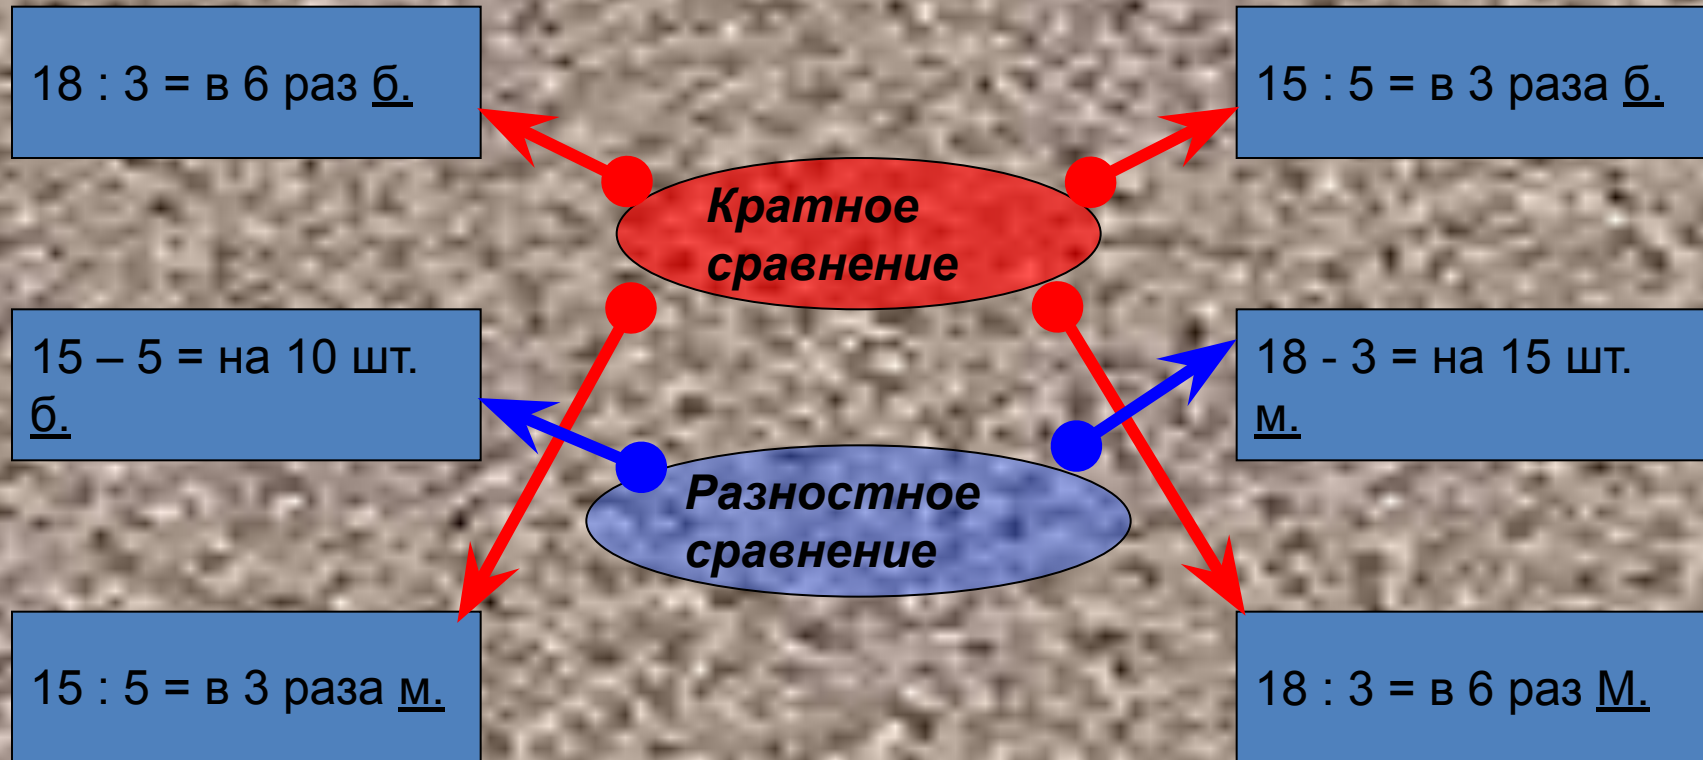 18 : 3 = в 6 раз б.
15 : 5 = в 3 раза б.
Кратное
сравнение
15 – 5 = на 10 шт.
б.
18 - 3 = на 15 шт.
м.
Разностное
сравнение
15 : 5 = в 3 раза м.
18 : 3 = в 6 раз М.